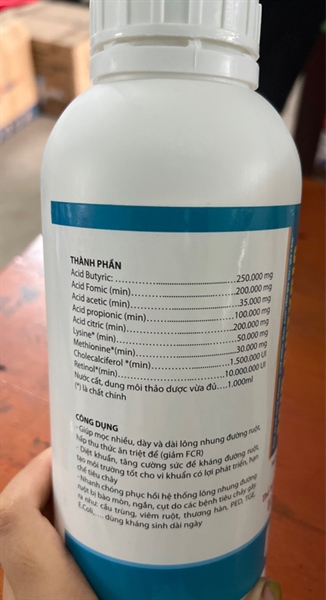 THÀNH PHẦN
Acid Butyric:...............................250.000 mg
Acid Fomic (min)........................200.000 mg
Acid acetic (min)..........................35.000 mg
Acid propionic (min)..................100.000 mg
Acid citric (min).........................200.000 mg
Lysine* (min)...............................50.000 mg
Methionine*(min).......................30.000 mg
Cholecalciferol *(min)...............1.500.000 UI
Retinol*(min)...........................10.000.000 UI
Nước cất, dung môi thảo dược vừa đủ....1.000ml
(*) là chất chính
CÔNG DỤNG
- Giúp mọc nhiều, dày và dài lông nhung đường ruột,
hấp thu thức ăn triệt để (giảm FCR)
- Diệt khuẩn, tăng cường sức đề kháng đường ruột,
tạo môi trường tốt cho vi khuẩn có lợi phát triển, hạn
chế tiêu chảy
-Nhanh chóng phục hồi hệ thống lông nhung đường
ruột bị bào mòn, ngắn, cụt do các bệnh tiêu chảy gây
ra như: cầu trùng, viêm ruột, thương hàn, PED, TGE,
E.Coli,.... dùng kháng sinh dài ngày